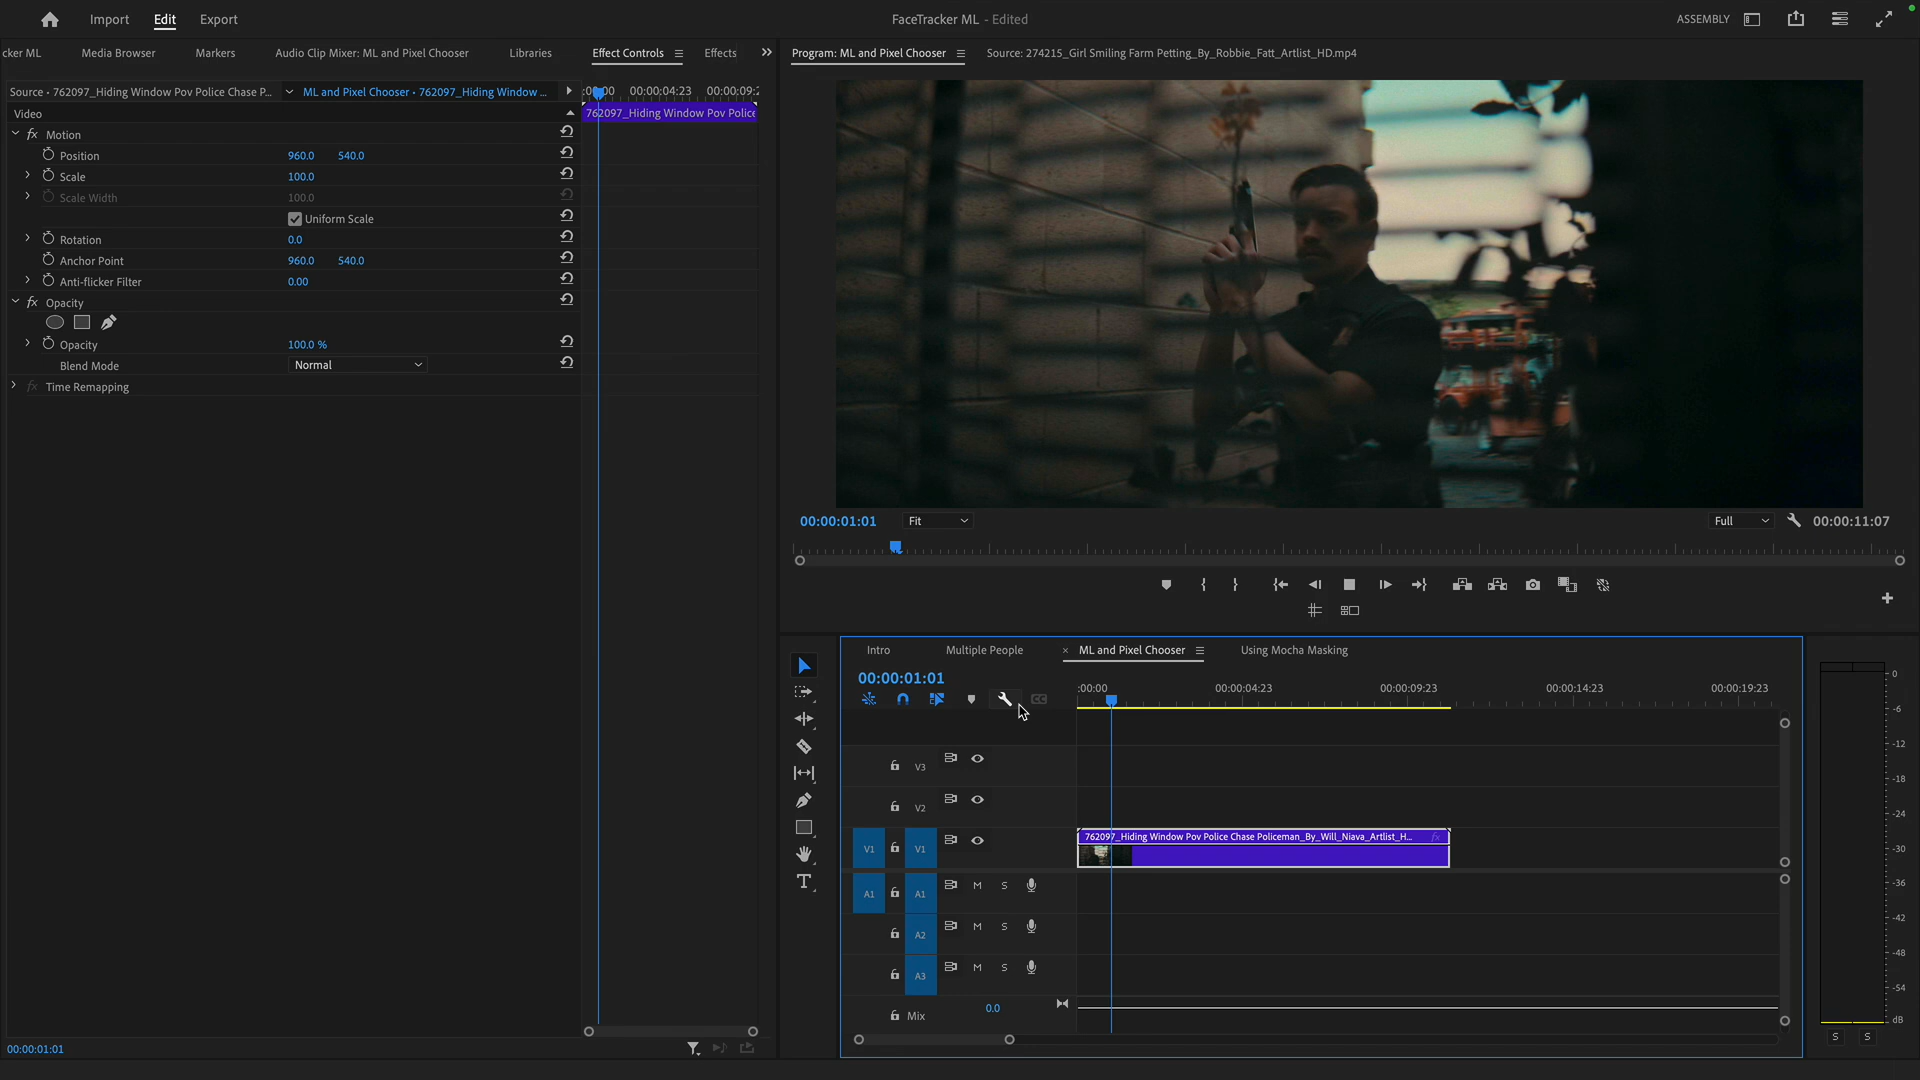 Import
Edit
Export
FaceTracker ML - Edited
ASSEMBLY
cker ML
Media Browser
Markers
Audio Clip Mixer: ML and Pixel Chooser
Libraries
Effect Controls
Effects
Program: ML and Pixel Chooser
Source: 274215_Girl Smiling Farm Petting_By_Robbie_Fatt_Artlist_HD.mp4
Source • 762097_Hiding Window Pov Police Chase P...
ML and Pixel Chooser • 762097_Hiding Window ...
:00:00
00:00:04:23
00:00:09:2
Video
762097_Hiding Window Pov Police
fx Motion
Position 960.0 540.0
Scale 100.0
Scale Width 100.0
Uniform Scale
Rotation 0.0
Anchor Point 960.0 540.0
Anti-flicker Filter 0.00
fx Opacity
Opacity 100.0 %
Blend Mode Normal
fx Time Remapping
00:00:01:01
Fit
Full
00:00:11:07
Intro
Multiple People
× ML and Pixel Chooser
Using Mocha Masking
00:00:01:01
CC
:00:00
00:00:04:23
00:00:09:23
00:00:14:23
00:00:19:23
V3
V2
V1 V1
762097_Hiding Window Pov Police Chase Policeman_By_Will_Niava_Artlist_H... fx
A1 A1 M S
A2 M S
A3 M S
Mix 0.0
0
-6
-12
-18
-24
-30
-36
-42
-48
-54
dB
S S
00:00:01:01